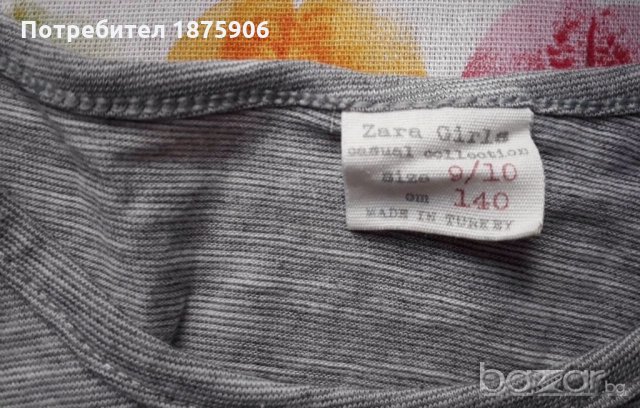 Потребител 1875906
Zara Girls
casual collection
size 9/10
cm 140
MADE IN TURKEY
bazar.bg